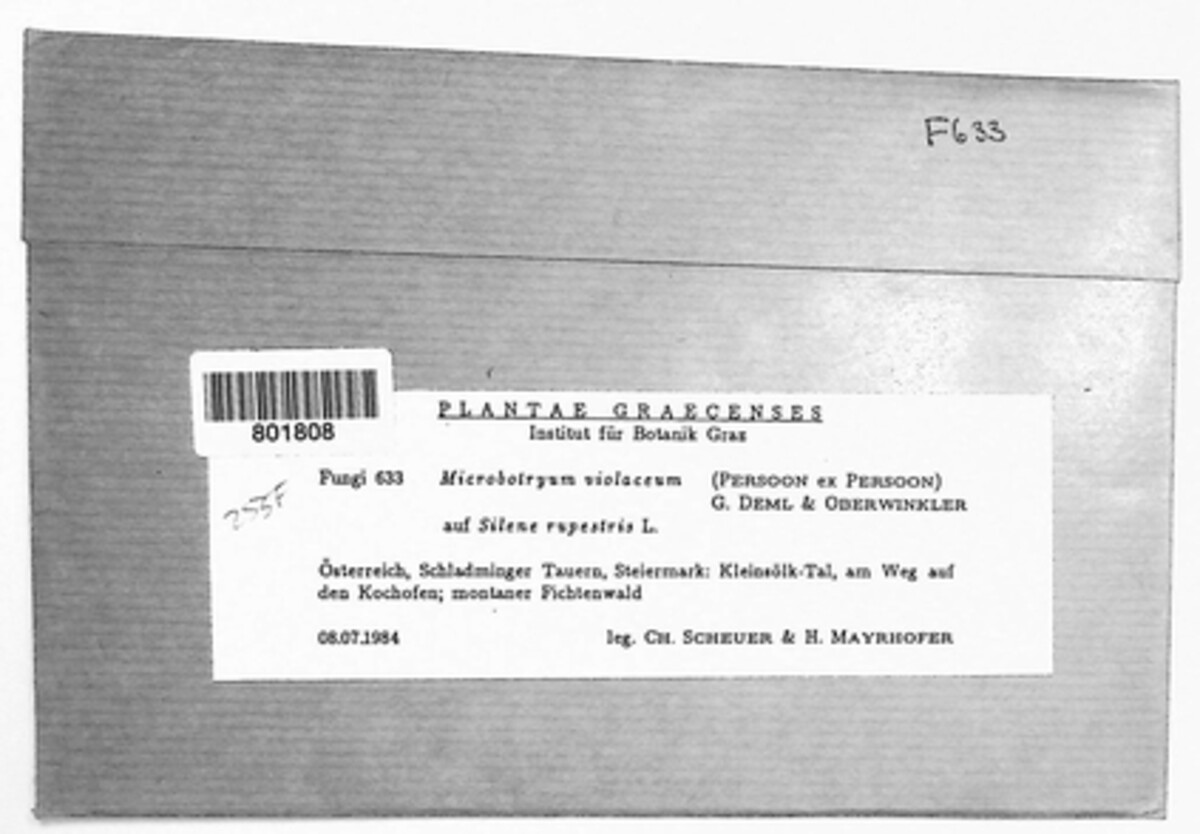 F633
801808
PLANTAE GRAECENSES
Institut für Botanik Graz
Fungi 633 Microbotryum violaceum (PERSOON ex PERSOON)
G. DEML & OBERWINKLER
auf Silene rupestris L.
Österreich, Schladminger Tauern, Steiermark: Kleinsölk-Tal, am Weg auf
den Kochofen; montaner Fichtenwald
08.07.1984 leg. CH. SCHEUER & H. MAYRHOFER